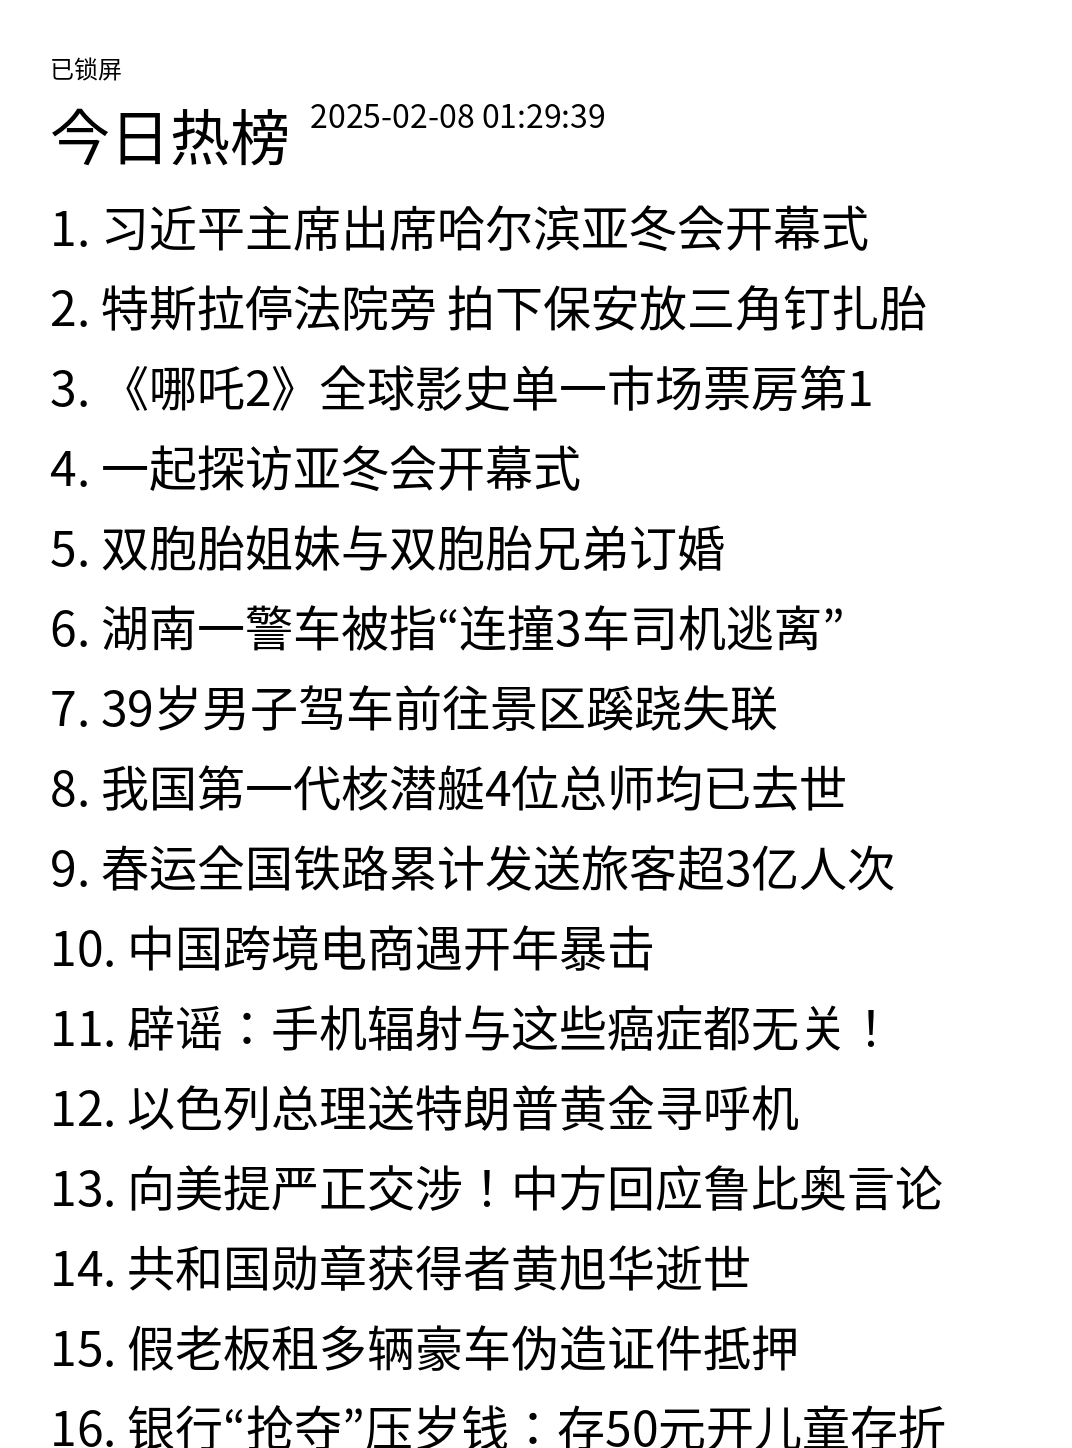 已锁屏
今日热榜 2025-02-08 01:29:39
1. 习近平主席出席哈尔滨亚冬会开幕式
2. 特斯拉停法院旁 拍下保安放三角钉扎胎
3. 《哪吒2》全球影史单一市场票房第1
4. 一起探访亚冬会开幕式
5. 双胞胎姐妹与双胞胎兄弟订婚
6. 湖南一警车被指“连撞3车司机逃离”
7. 39岁男子驾车前往景区蹊跷失联
8. 我国第一代核潜艇4位总师均已去世
9. 春运全国铁路累计发送旅客超3亿人次
10. 中国跨境电商遇开年暴击
11. 辟谣：手机辐射与这些癌症都无关！
12. 以色列总理送特朗普黄金寻呼机
13. 向美提严正交涉！中方回应鲁比奥言论
14. 共和国勋章获得者黄旭华逝世
15. 假老板租多辆豪车伪造证件抵押
16. 银行“抢夺”压岁钱：存50元开儿童存折